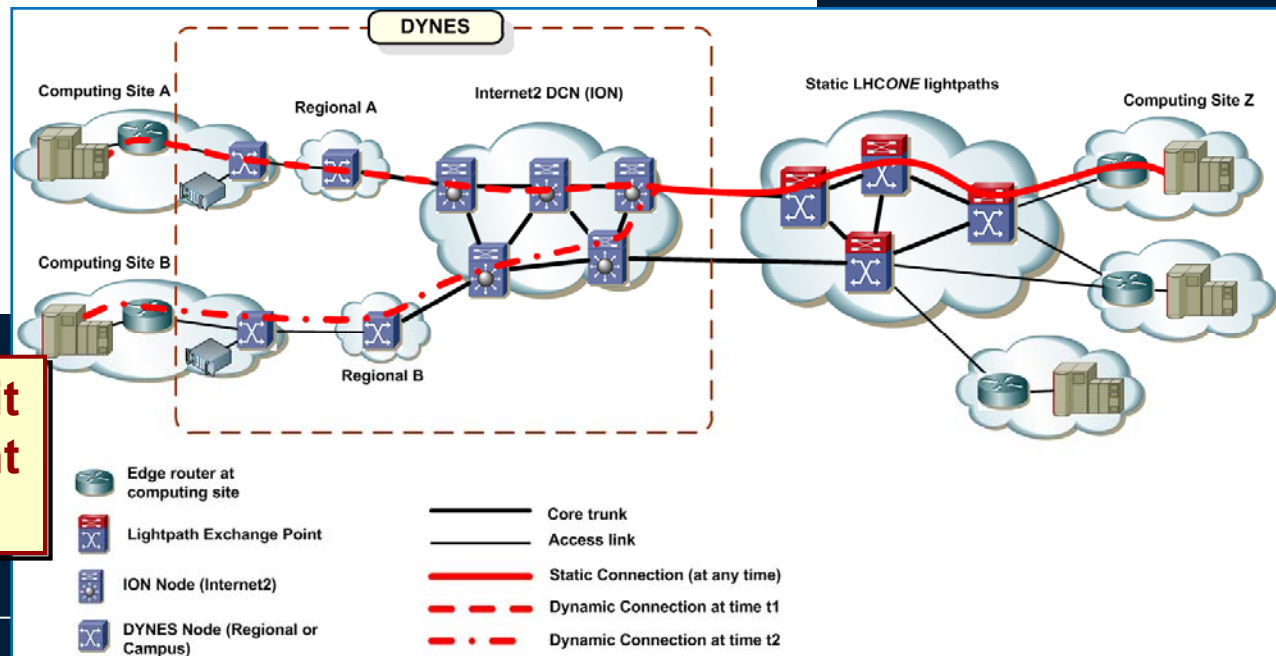 DYNES
Computing Site A
Regional A
Internet2 DCN (ION)
Static LHCONE lightpaths
Computing Site Z
Computing Site B
Regional B
Edge router at
computing site
Lightpath Exchange Point
ION Node (Internet2)
DYNES Node (Regional or
Campus)
Core trunk
Access link
Static Connection (at any time)
Dynamic Connection at time t1
Dynamic Connection at time t2